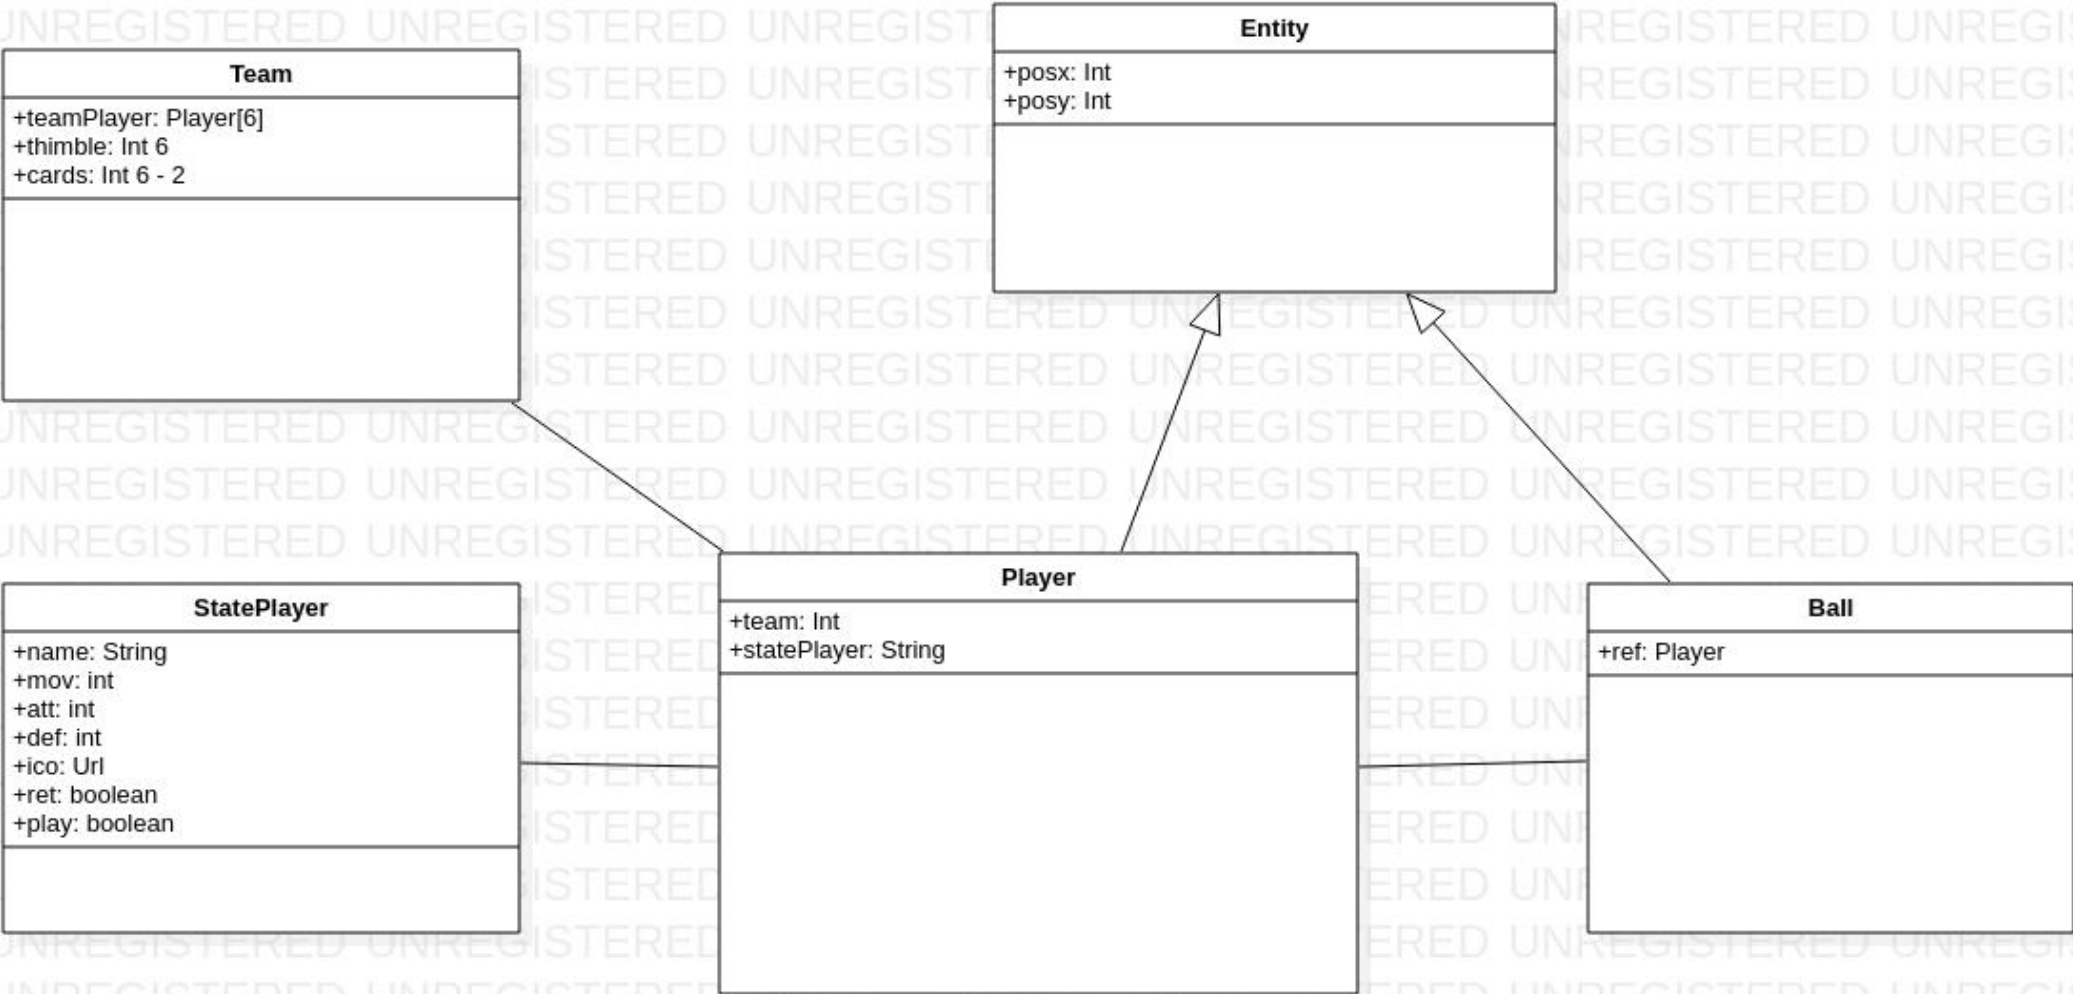 Entity
+posx: Int
+posy: Int
Team
+teamPlayer: Player[6]
+thimble: Int 6
+cards: Int 6 - 2
Player
+team: Int
+statePlayer: String
StatePlayer
+name: String
+mov: int
+att: int
+def: int
+ico: Url
+ret: boolean
+play: boolean
Ball
+ref: Player
UNREGISTERED